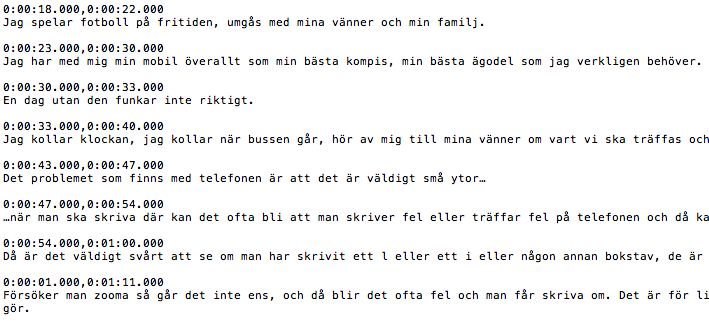 0:00:18.000,0:00:22.000
Jag spelar fotboll på fritiden, umgås med mina vänner och min familj.
0:00:23.000,0:00:30.000
Jag har med mig min mobil överallt som min bästa kompis, min bästa ägodel som jag verkligen behöver.
0:00:30.000,0:00:33.000
En dag utan den funkar inte riktigt.
0:00:33.000,0:00:40.000
Jag kollar klockan, jag kollar när bussen går, hör av mig till mina vänner om vart vi ska träffas och
0:00:43.000,0:00:47.000
Det problemet som finns med telefonen är att det är väldigt små ytor…
0:00:47.000,0:00:54.000
…när man ska skriva där kan det ofta bli att man skriver fel eller träffar fel på telefonen och då ka
0:00:54.000,0:01:00.000
Då är det väldigt svårt att se om man har skrivit ett l eller ett i eller någon annan bokstav, de är
0:00:01.000,0:01:11.000
Försöker man zooma så går det inte ens, och då blir det ofta fel och man får skriva om. Det är för li
gör.